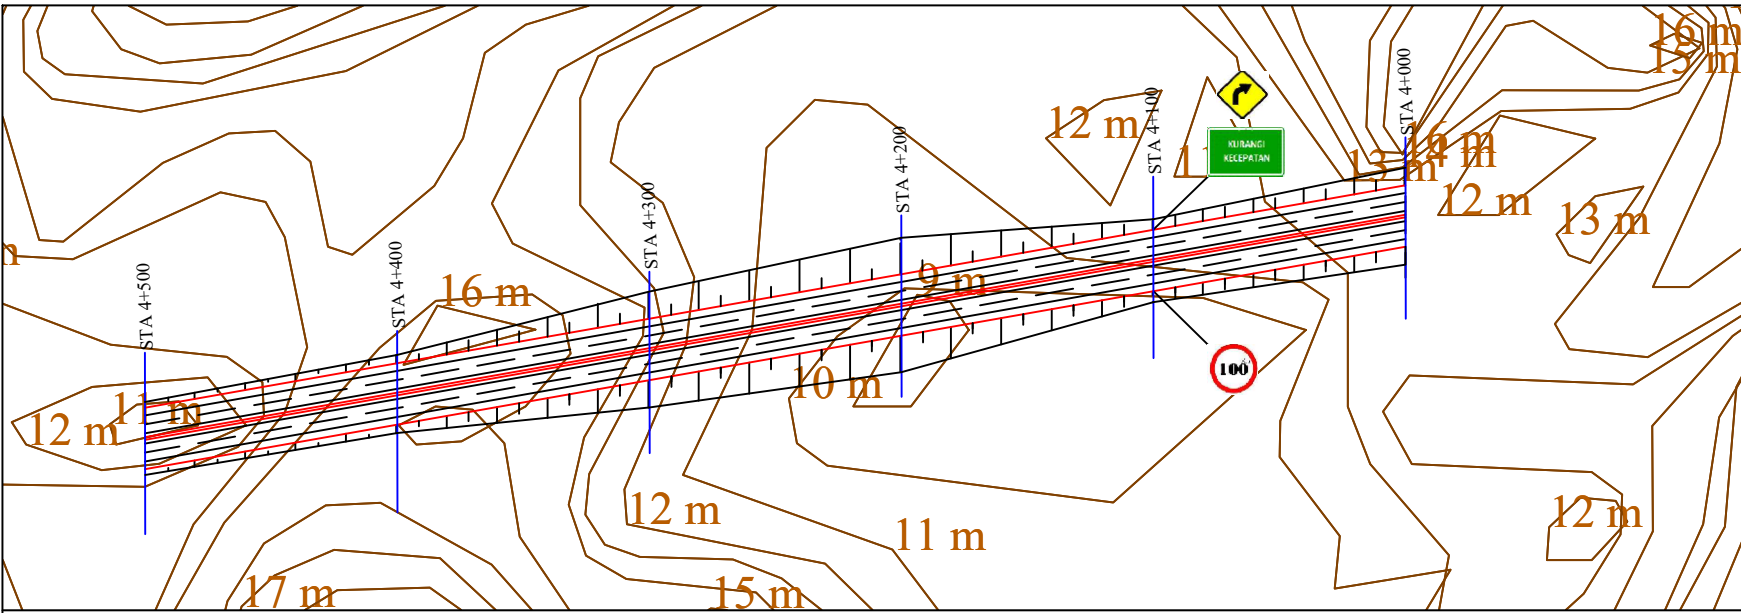 16 m
15 m
STA 4+000
STA 4+100
12 m
KURANGI
KECEPATAN
16 m
14 m
13 m
12 m
13 m
STA 4+200
STA 4+300
STA 4+400
STA 4+500
16 m
9 m
10 m
100
11 m
12 m
12 m
11 m
12 m
17 m
15 m